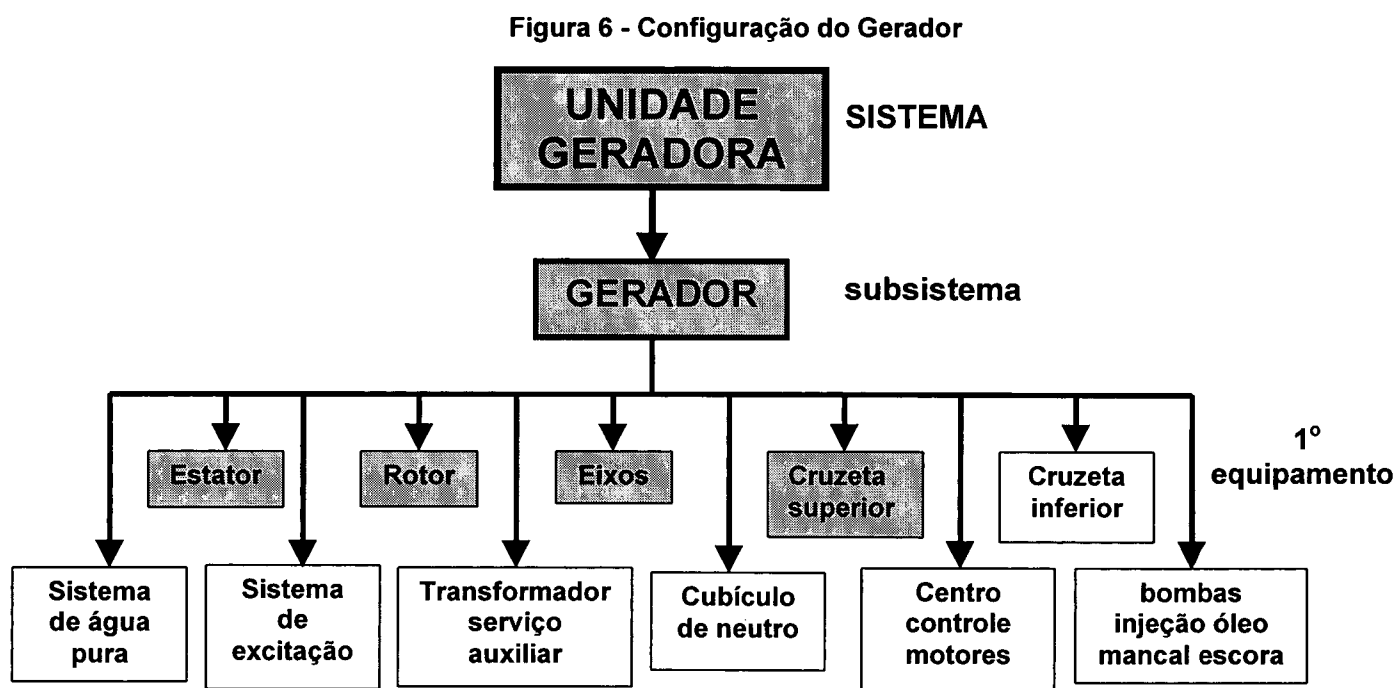 Figura 6 - Configuração do Gerador
UNIDADE
GERADORA
SISTEMA
GERADOR
subsistema
1º
equipamento
Estator
Rotor
Eixos
Cruzeta
superior
Cruzeta
inferior
Sistema
de água
pura
Sistema
de
excitação
Transformador
serviço
auxiliar
Cubículo
de neutro
Centro
controle
motores
bombas
injeção óleo
mancal escora